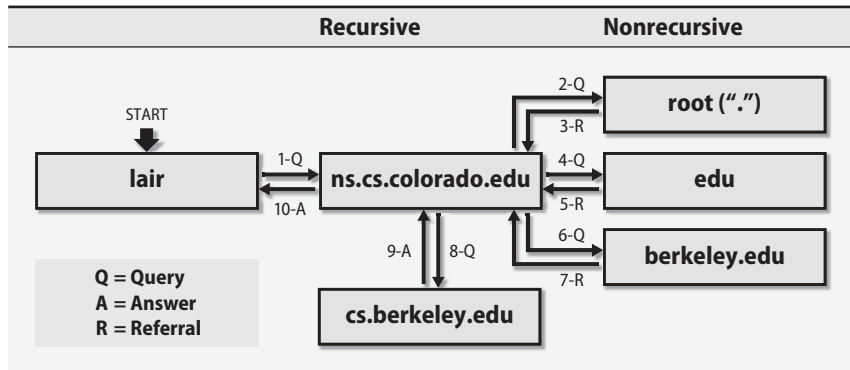 Recursive Nonrecursive
START
lair
1-Q
10-A
ns.cs.colorado.edu
2-Q
3-R
root (“.”)
4-Q
5-R
edu
6-Q
7-R
berkeley.edu
9-A 8-Q
cs.berkeley.edu
Q = Query
A = Answer
R = Referral